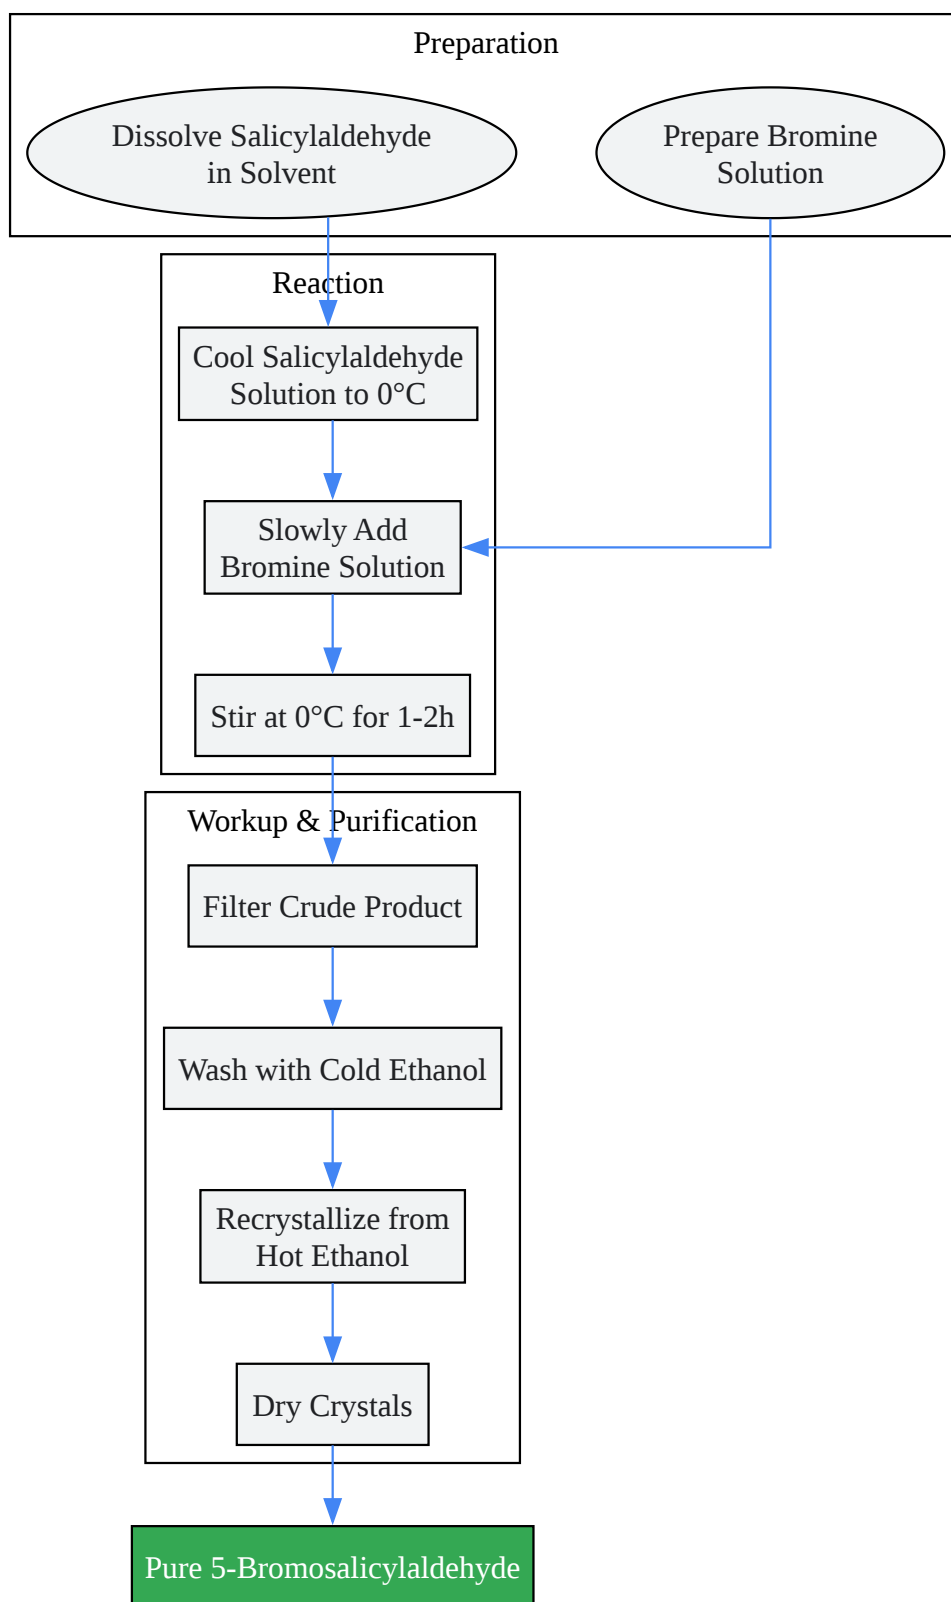 Preparation
Dissolve Salicylaldehyde
in Solvent
Prepare Bromine
Solution
Reaction
Cool Salicylaldehyde
Solution to 0°C
Slowly Add
Bromine Solution
Stir at 0°C for 1-2h
Workup & Purification
Filter Crude Product
Wash with Cold Ethanol
Recrystallize from
Hot Ethanol
Dry Crystals
Pure 5-Bromosalicylaldehyde